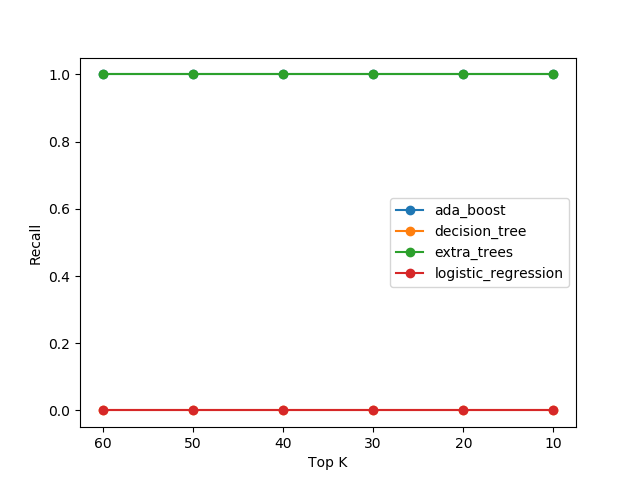 1.0
0.8
0.6
0.4
0.2
0.0
Recall
ada_boost
decision_tree
extra_trees
logistic_regression
60 50 40 30 20 10
Top K